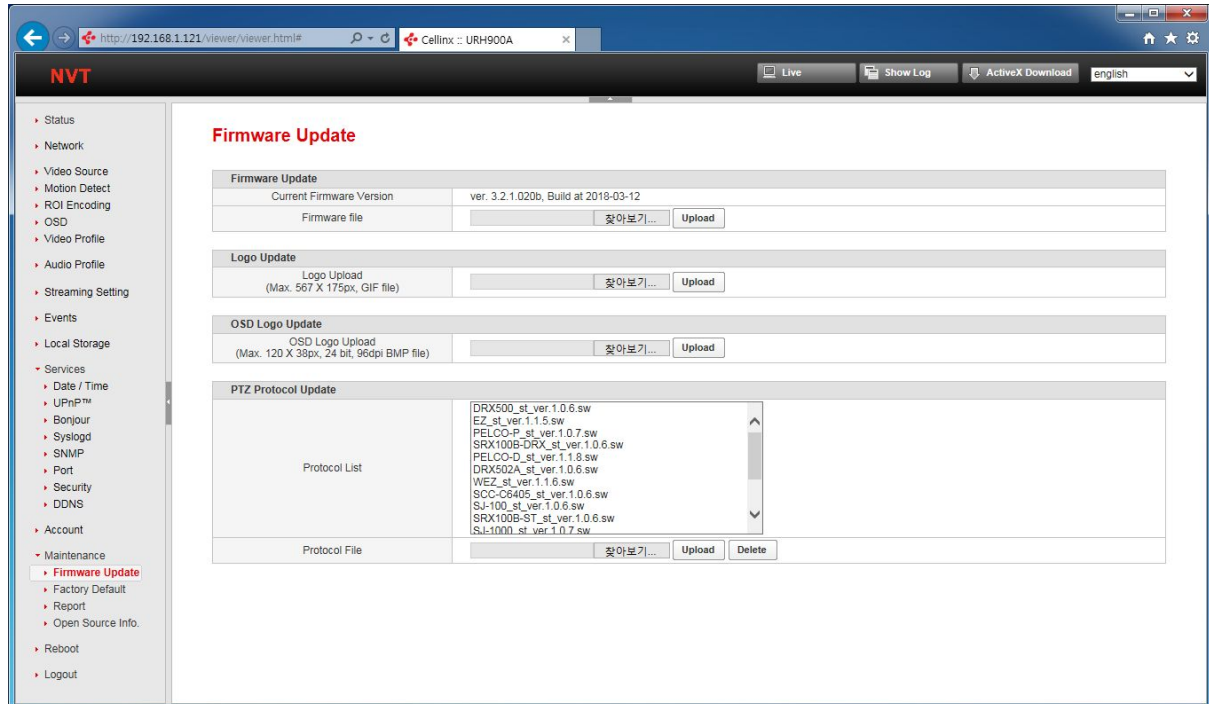 http://192.168.1.121/viewer/viewer.html#
Cellinx :: URH900A
NVT
Live
Show Log
ActiveX Download
english
Status
Network
Video Source
Motion Detect
ROI Encoding
OSD
Video Profile
Audio Profile
Streaming Setting
Events
Local Storage
Services
Date / Time
UPnP™
Bonjour
Syslogd
SNMP
Port
Security
DDNS
Account
Maintenance
Firmware Update
Factory Default
Report
Open Source Info.
Reboot
Logout
Firmware Update
Firmware Update
Current Firmware Version ver. 3.2.1.020b, Build at 2018-03-12
Firmware file 찾아보기... Upload
Logo Update
Logo Upload
(Max. 567 X 175px, GIF file) 찾아보기... Upload
OSD Logo Update
OSD Logo Upload
(Max. 120 X 38px, 24 bit, 96dpi BMP file) 찾아보기... Upload
PTZ Protocol Update
Protocol List
DRX500_st_ver.1.0.6.sw
EZ_st_ver.1.1.5.sw
PELCO-P_st_ver.1.0.7.sw
SRX100B-DRX_st_ver.1.0.6.sw
PELCO-D_st_ver.1.1.8.sw
DRX502A_st_ver.1.0.6.sw
WEZ_st_ver.1.1.6.sw
SCC-C6405_st_ver.1.0.6.sw
SJ-100_st_ver.1.0.6.sw
SRX100B-ST_st_ver.1.0.6.sw
SJ-1000_st_ver.1.0.7.sw
Protocol File 찾아보기... Upload Delete